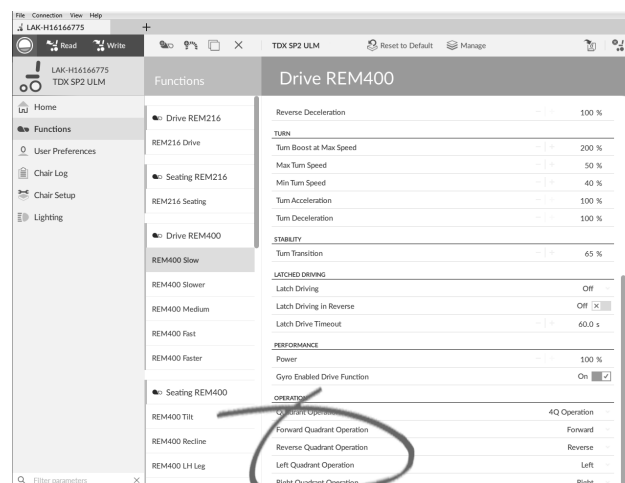 File Connection View Help
LAK-H16166775 +
Read Write TDX SP2 ULM Reset to Default Manage
LAK-H16166775
TDX SP2 ULM
Home
Functions
User Preferences
Chair Log
Chair Setup
Lighting
Filter parameters
Functions
Drive REM216
REM216 Drive
Seating REM216
REM216 Seating
Drive REM400
REM400 Slow
REM400 Slower
REM400 Medium
REM400 Fast
REM400 Faster
Seating REM400
REM400 Tilt
REM400 Recline
REM400 LH Leg
Drive REM400
Reverse Deceleration 100 %
TURN
Turn Boost at Max Speed 200 %
Max Turn Speed 50 %
Min Turn Speed 40 %
Turn Acceleration 100 %
Turn Deceleration 100 %
STABILITY
Turn Transition 65 %
LATCHED DRIVING
Latch Driving Off
Latch Driving in Reverse Off
Latch Drive Timeout 60.0 s
PERFORMANCE
Power 100 %
Gyro Enabled Drive Function On
OPERATION
Quadrant Operation 4Q Operation
Forward Quadrant Operation Forward
Reverse Quadrant Operation Reverse
Left Quadrant Operation Left
Right Quadrant Operation Right